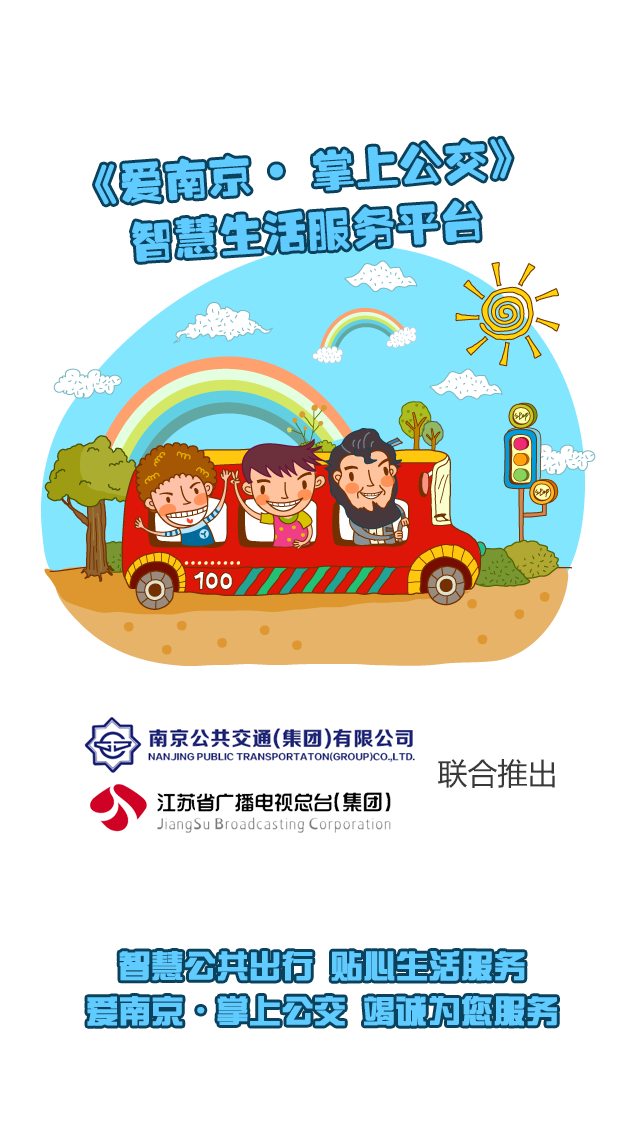 《爱南京·掌上公交》
智慧生活服务平台
Stop
Stop
100
南京公共交通(集团)有限公司
NANJING PUBLIC TRANSPORTATON(GROUP)CO.,LTD.
联合推出
江苏省广播电视总台(集团)
JiangSu Broadcasting Corporation
智慧公共出行 贴心生活服务
爱南京·掌上公交 竭诚为您服务